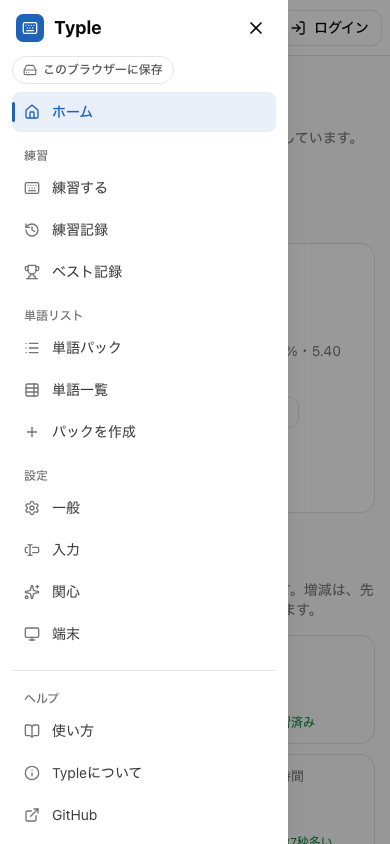 Typle
ログイン
このブラウザーに保存
ホーム
しています。
練習
練習する
練習記録
ベスト記録
単語リスト
単語パック
% · 5.40
単語一覧
パックを作成
設定
一般
入力
関心
。増減は、先
ます。
端末
ヘルプ
済み
使い方
時間
Typleについて
GitHub
秒多い